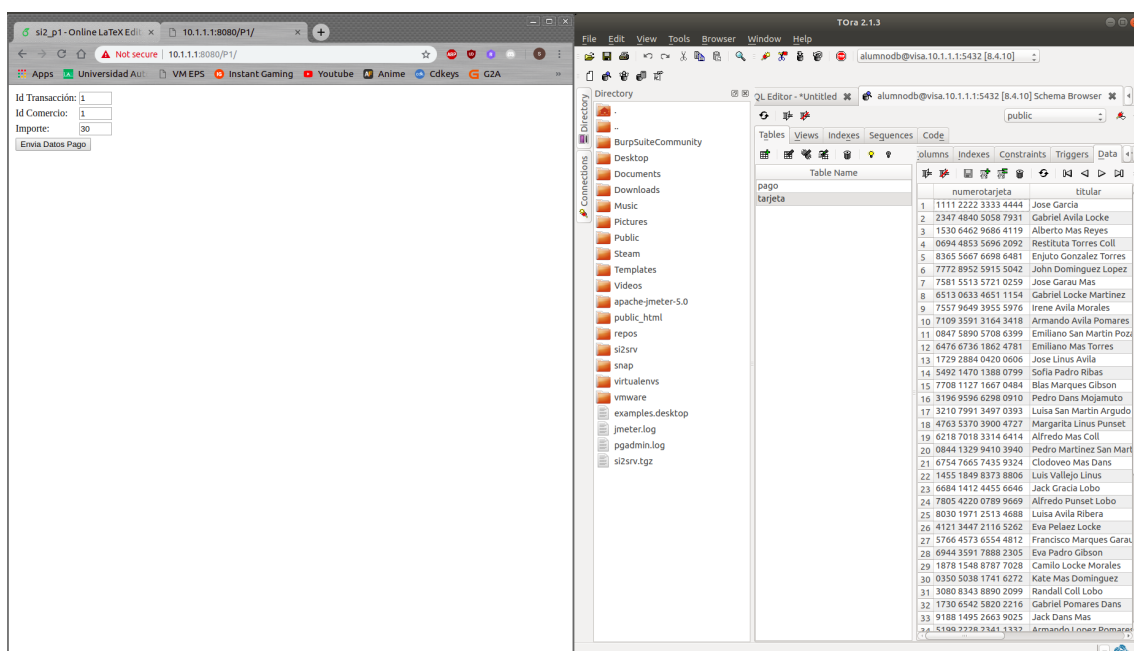 si2_p1 - Online LaTeX Edi
10.1.1.1:8080/P1/
Not secure | 10.1.1.1:8080/P1/
Apps Universidad Aut VM EPS Instant Gaming Youtube Anime Cdkeys G2A »
Id Transacción: 1
Id Comercio: 1
Importe: 30
Envia Datos Pago
TOra 2.1.3
File Edit View Tools Browser Window Help
alumnodb@visa.10.1.1.1:5432 [8.4.10]
Directory
Connections
Directory
.
..
BurpSuiteCommunity
Desktop
Documents
Downloads
Music
Pictures
Public
Steam
Templates
Videos
apache-jmeter-5.0
public_html
repos
si2srv
snap
virtualenvs
vmware
examples.desktop
jmeter.log
pgadmin.log
si2srv.tgz
QL Editor - *Untitled
alumnodb@visa.10.1.1.1:5432 [8.4.10] Schema Browser
public
Tables Views Indexes Sequences Code
Table Name
pago
tarjeta
olumns Indexes Constraints Triggers Data
numerotarjeta titular
1 1111 2222 3333 4444 Jose Garcia
2 2347 4840 5058 7931 Gabriel Avila Locke
3 1530 6462 9686 4119 Alberto Mas Reyes
4 0694 4853 5696 2092 Restituta Torres Coll
5 8365 5667 6698 6481 Enjuto Gonzalez Torres
6 7772 8952 5915 5042 John Dominguez Lopez
7 7581 5513 5721 0259 Jose Garau Mas
8 6513 0633 4651 1154 Gabriel Locke Martinez
9 7557 9649 3955 5976 Irene Avila Morales
10 7109 3591 3164 3418 Armando Avila Pomares
11 0847 5890 5708 6399 Emiliano San Martin Poza
12 6476 6736 1862 4781 Emiliano Mas Torres
13 1729 2884 0420 0606 Jose Linus Avila
14 5492 1470 1388 0799 Sofia Padro Ribas
15 7708 1127 1667 0484 Blas Marques Gibson
16 3196 9596 6298 0910 Pedro Dans Mojamuto
17 3210 7991 3497 0393 Luisa San Martin Argudo
18 4763 5370 3900 4727 Margarita Linus Punset
19 6218 7018 3314 6414 Alfredo Mas Coll
20 0844 1329 9410 3940 Pedro Martinez San Mart
21 6754 7665 7435 9324 Clodoveo Mas Dans
22 1455 1849 8373 8806 Luis Vallejo Linus
23 6684 1412 4455 6646 Jack Gracia Lobo
24 7805 4220 0789 9669 Alfredo Punset Lobo
25 8030 1971 2513 4688 Luisa Avila Ribera
26 4121 3447 2116 5262 Eva Pelaez Locke
27 5766 4573 6554 4812 Francisco Marques Garau
28 6944 3591 7888 2305 Eva Padro Gibson
29 1878 1548 8787 7028 Camilo Locke Morales
30 0350 5038 1741 6272 Kate Mas Dominguez
31 3080 8343 8890 2099 Randall Coll Lobo
32 1730 6542 5820 2216 Gabriel Pomares Dans
33 9188 1495 2663 9025 Jack Dans Mas
34 5199 2228 2341 1332 Armando Lopez Pomares